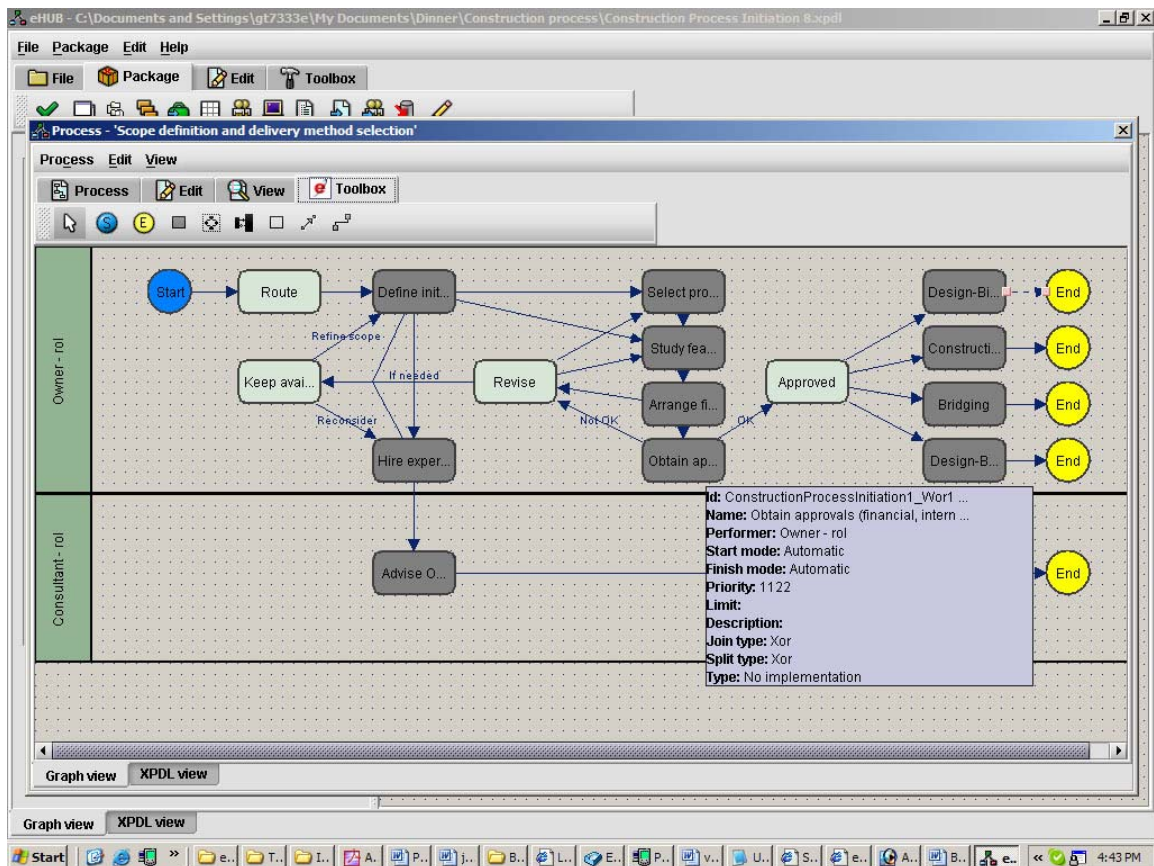 eHUB - C:\Documents and Settings\gt7333e\My Documents\Dinner\Construction process\Construction Process Initiation 8.xpdl
File Package Edit Help
File Package Edit Toolbox
Process - 'Scope definition and delivery method selection'
Process Edit View
Process Edit View Toolbox
S E
Owner - rol
Start Route Define init... Select pro... Design-Bi... End
Refine scope
Study fea... Constructi... End
Keep avai... If needed Revise Approved
Arrange fi... Bridging End
Reconsider Not OK OK
Hire exper... Obtain ap... Design-B... End
Consultant - rol
Advise O... End
Id: ConstructionProcessInitiation1_Wor1 ...
Name: Obtain approvals (financial, intern ...
Performer: Owner - rol
Start mode: Automatic
Finish mode: Automatic
Priority: 1122
Limit:
Description:
Join type: Xor
Split type: Xor
Type: No implementation
Graph view XPDL view
Graph view XPDL view
Start » e.. T.. I.. A.. P.. j.. B.. L.. E.. P.. v.. U.. S.. e.. A.. B.. e.. « 4:43 PM